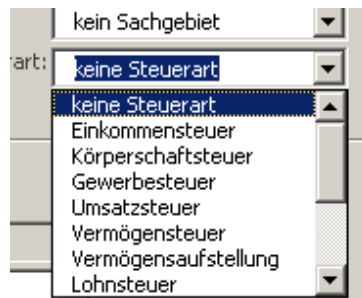 kein Sachgebiet
art: keine Steuerart
keine Steuerart
Einkommensteuer
Körperschaftsteuer
Gewerbesteuer
Umsatzsteuer
Vermögensteuer
Vermögensaufstellung
Lohnsteuer